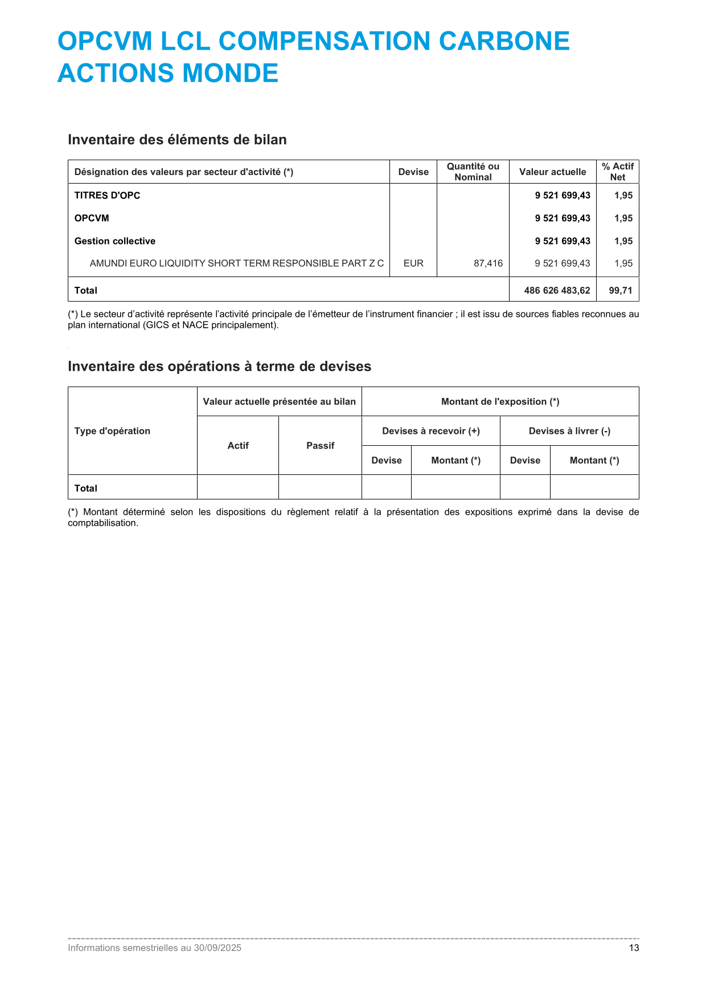 OPCVM LCL COMPENSATION CARBONE
ACTIONS MONDE
Inventaire des éléments de bilan
Désignation des valeurs par secteur d'activité (*) Devise Quantité ou Nominal Valeur actuelle % Actif Net
TITRES D'OPC 9 521 699,43 1,95
OPCVM 9 521 699,43 1,95
Gestion collective 9 521 699,43 1,95
AMUNDI EURO LIQUIDITY SHORT TERM RESPONSIBLE PART Z C EUR 87,416 9 521 699,43 1,95
Total 486 626 483,62 99,71
(*) Le secteur d’activité représente l’activité principale de l’émetteur de l’instrument financier ; il est issu de sources fiables reconnues au
plan international (GICS et NACE principalement).
Inventaire des opérations à terme de devises
Type d'opération Valeur actuelle présentée au bilan Montant de l'exposition (*)
Actif Passif Devises à recevoir (+) Devises à livrer (-)
Devise Montant (*) Devise Montant (*)
Total
(*) Montant déterminé selon les dispositions du règlement relatif à la présentation des expositions exprimé dans la devise de
comptabilisation.
Informations semestrielles au 30/09/2025 13